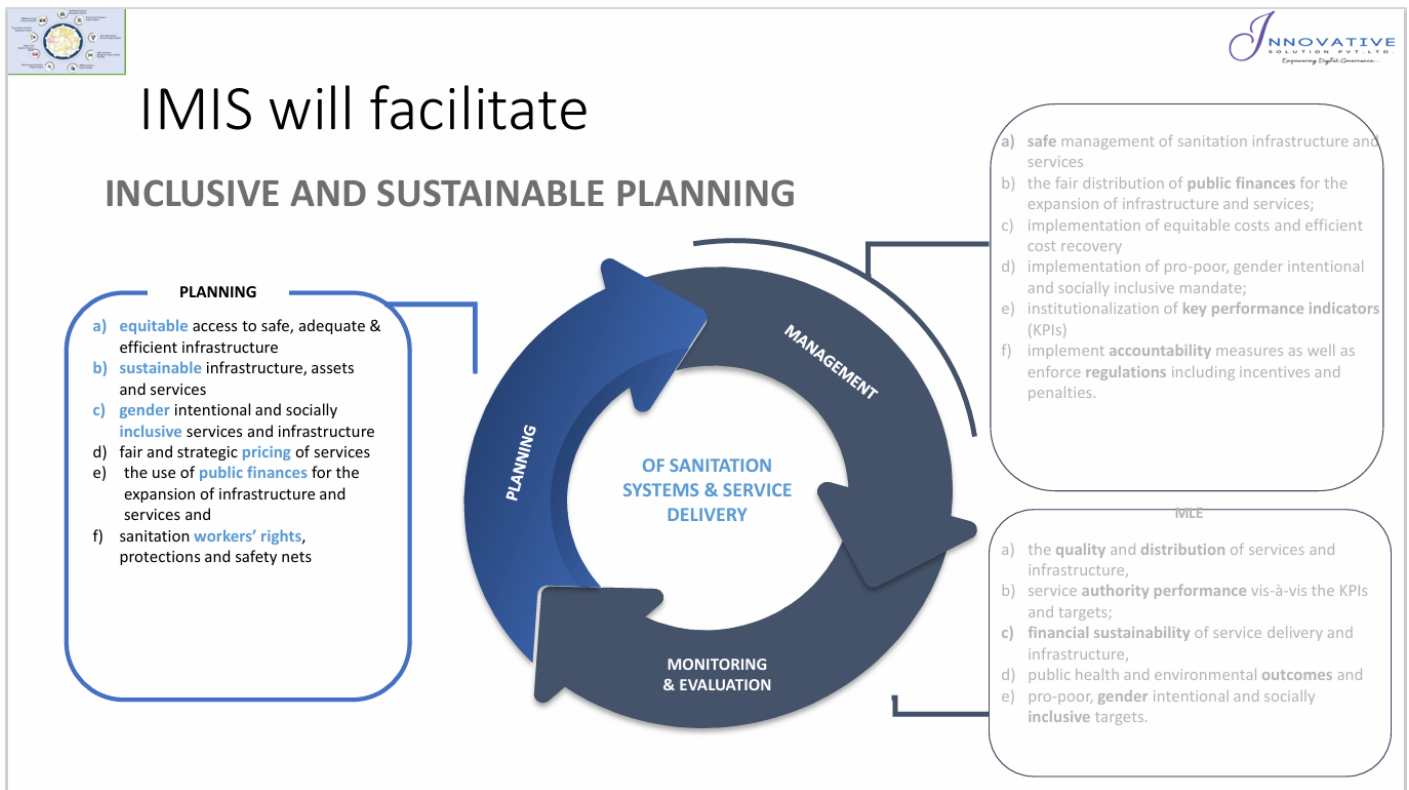 INNOVATIVE
SOLUTION PVT.LTD.
Empowering Digital Governance...
IMIS will facilitate
INCLUSIVE AND SUSTAINABLE PLANNING
PLANNING
a) equitable access to safe, adequate &
efficient infrastructure
b) sustainable infrastructure, assets
and services
c) gender intentional and socially
inclusive services and infrastructure
d) fair and strategic pricing of services
e) the use of public finances for the
expansion of infrastructure and
services and
f) sanitation workers’ rights,
protections and safety nets
PLANNING
MANAGEMENT
MONITORING
& EVALUATION
OF SANITATION
SYSTEMS & SERVICE
DELIVERY
a) safe management of sanitation infrastructure and
services
b) the fair distribution of public finances for the
expansion of infrastructure and services;
c) implementation of equitable costs and efficient
cost recovery
d) implementation of pro-poor, gender intentional
and socially inclusive mandate;
e) institutionalization of key performance indicators
(KPIs)
f) implement accountability measures as well as
enforce regulations including incentives and
penalties.
MLE
a) the quality and distribution of services and
infrastructure,
b) service authority performance vis-à-vis the KPIs
and targets;
c) financial sustainability of service delivery and
infrastructure,
d) public health and environmental outcomes and
e) pro-poor, gender intentional and socially
inclusive targets.